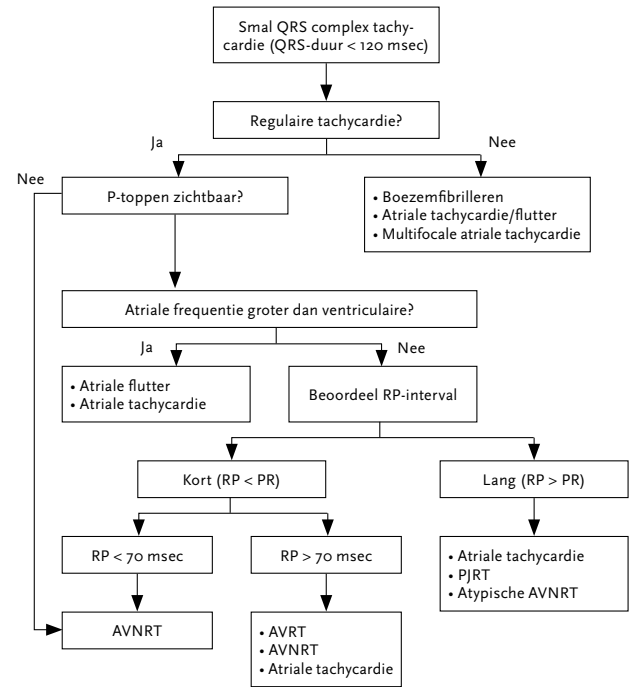 Smal QRS complex tachy-
cardie (QRS-duur < 120 msec)
Regulaire tachycardie?
Ja
Nee
Nee
P-toppen zichtbaar?
• Boezemfibrilleren
• Atriale tachycardie/flutter
• Multifocale atriale tachycardie
Atriale frequentie groter dan ventriculaire?
Ja
Nee
• Atriale flutter
• Atriale tachycardie
Beoordeel RP-interval
Kort (RP < PR)
Lang (RP > PR)
RP < 70 msec
RP > 70 msec
• Atriale tachycardie
• PJRT
• Atypische AVNRT
AVNRT
• AVRT
• AVNRT
• Atriale tachycardie